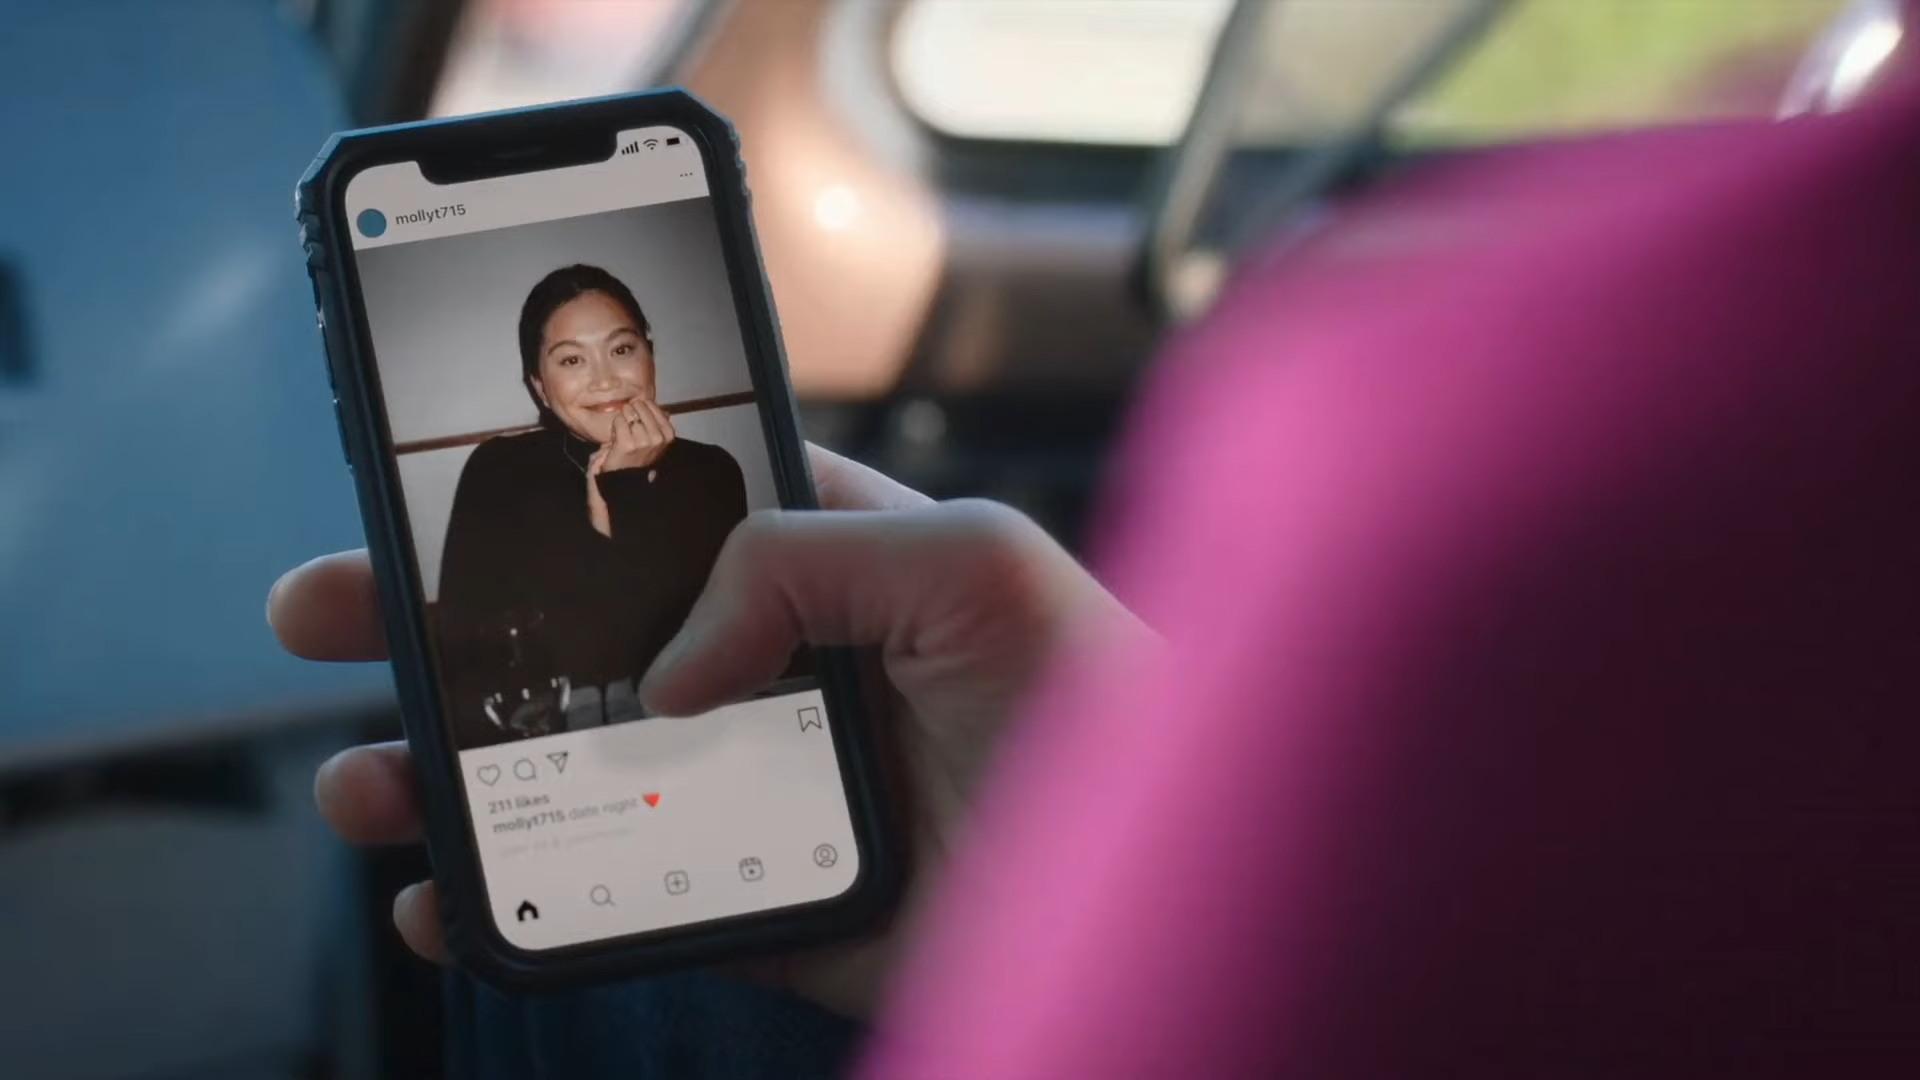 mollyt715
211 likes
mollyt715 date night ❤️